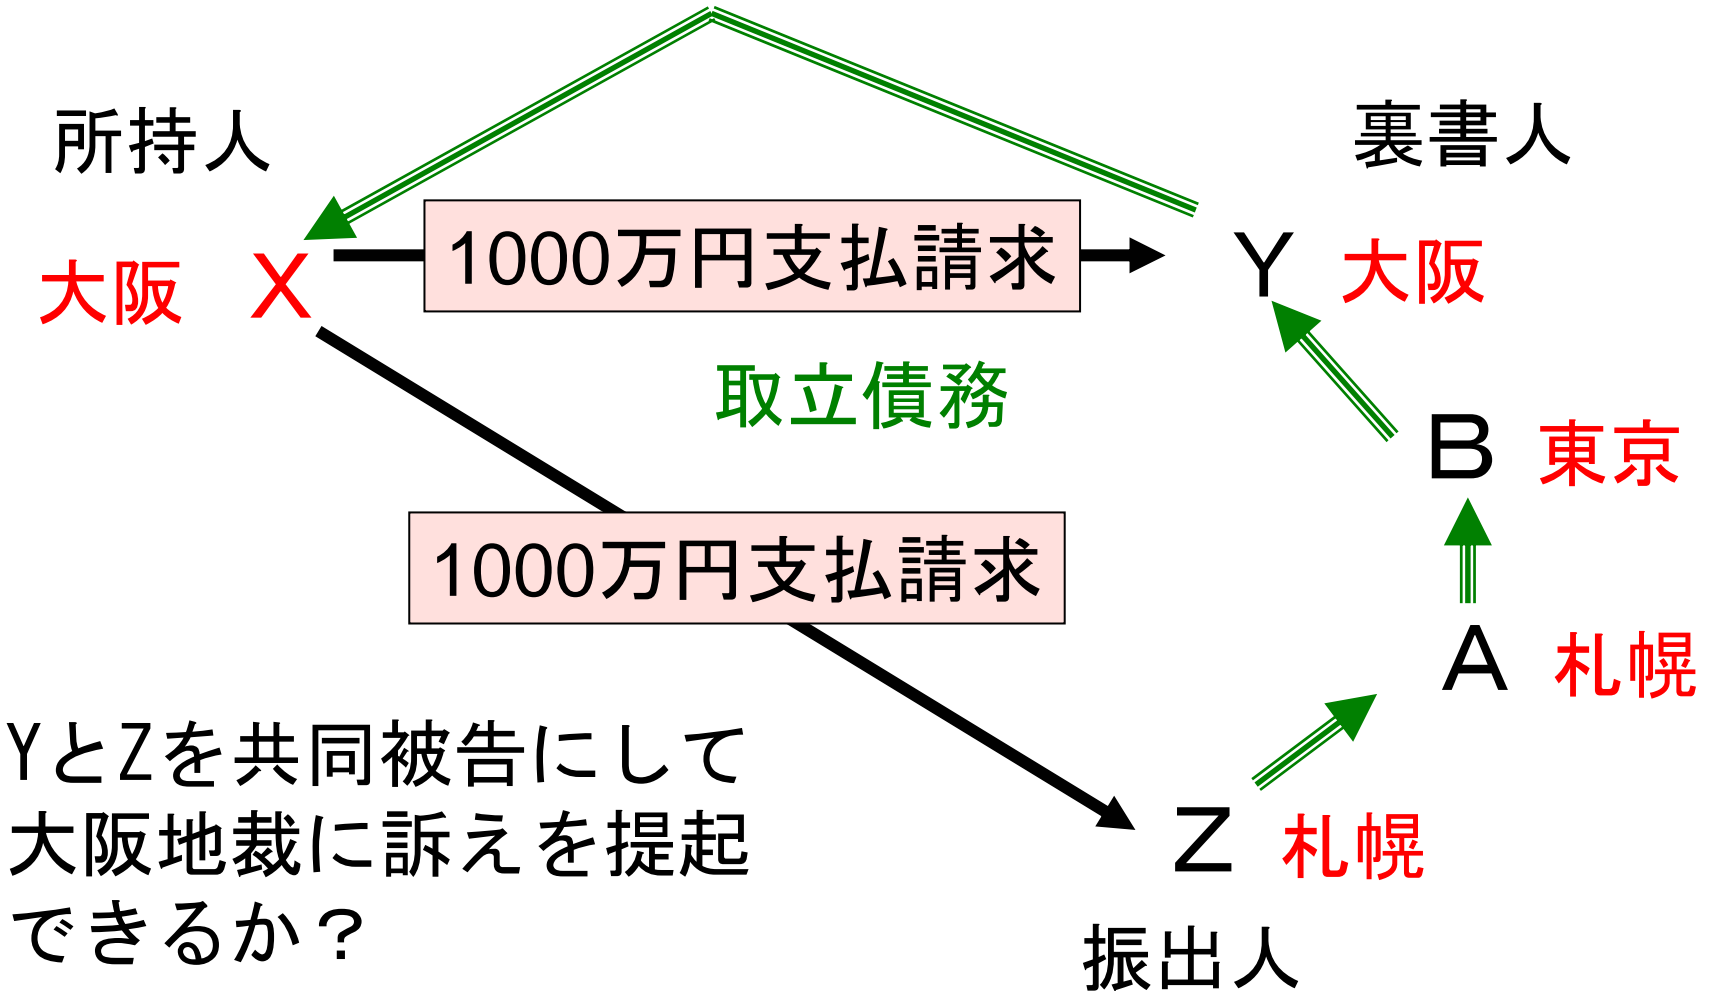 所持人
裏書人
大阪 X
1000万円支払請求
Y 大阪
取立債務
B 東京
1000万円支払請求
A 札幌
YとZを共同被告にして
大阪地裁に訴えを提起
できるか？
Z 札幌
振出人